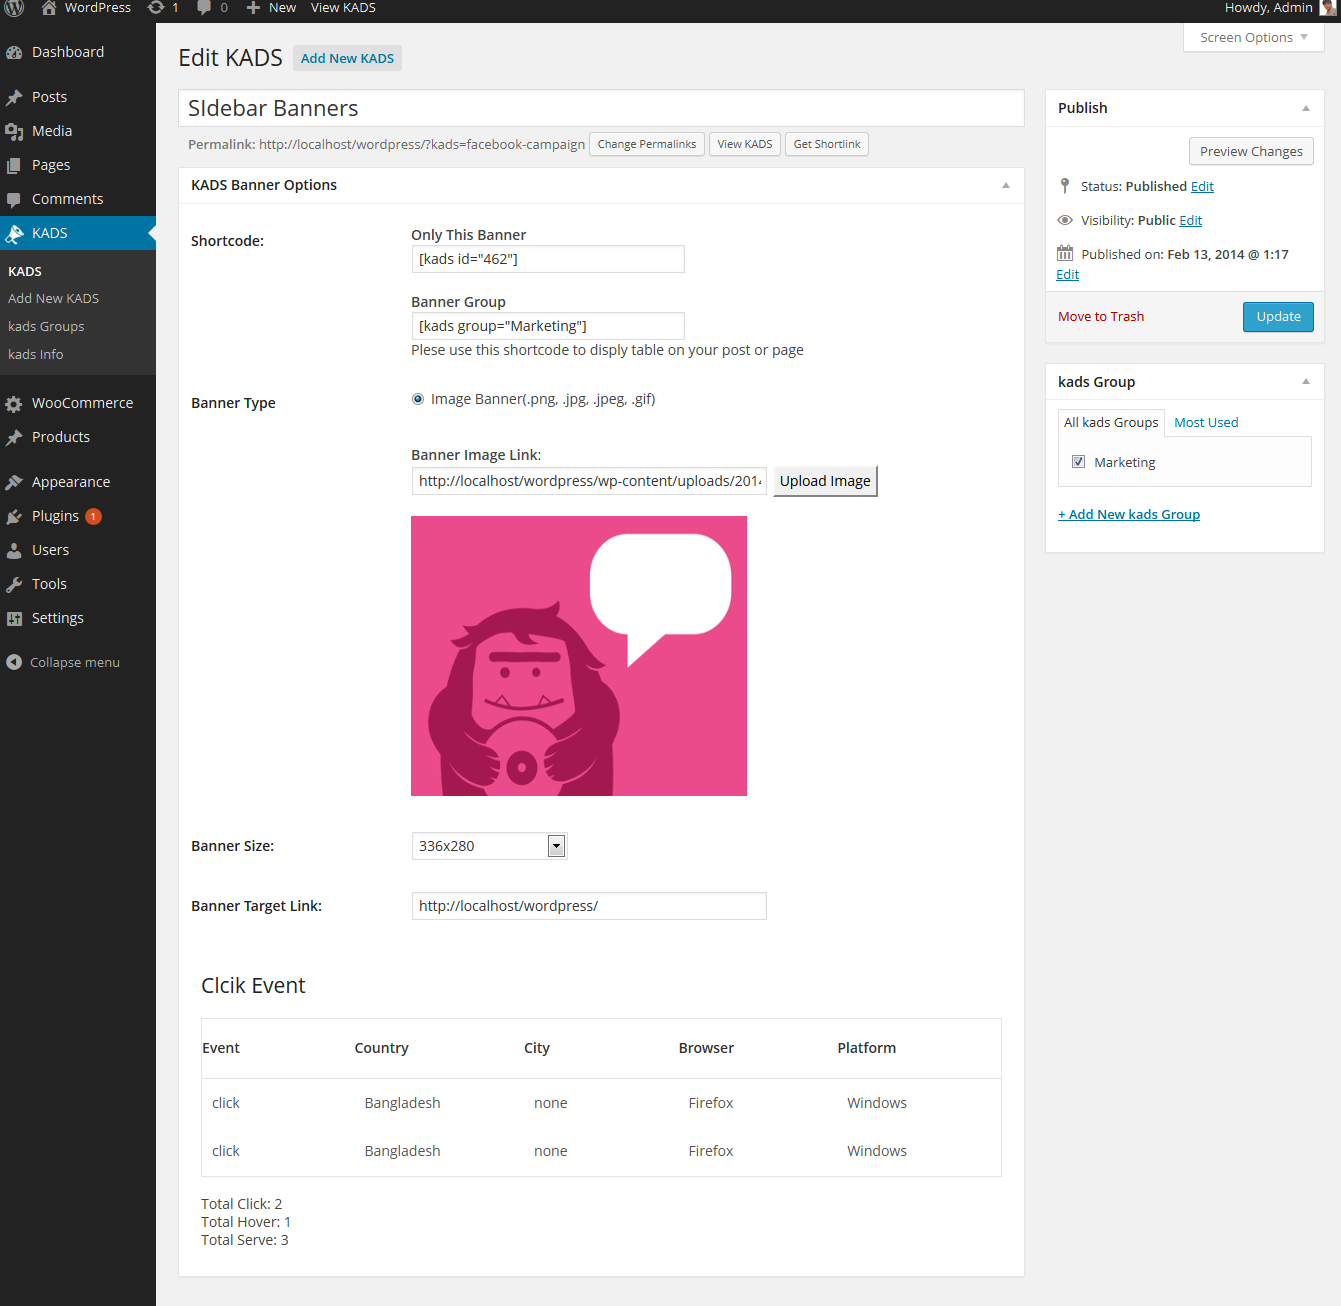 WordPress 1 0 New View KADS Howdy, Admin
Dashboard
Posts
Media
Pages
Comments
KADS
KADS
Add New KADS
kads Groups
kads Info
WooCommerce
Products
Appearance
Plugins 1
Users
Tools
Settings
Collapse menu
Screen Options
Edit KADS Add New KADS
SIdebar Banners
Permalink: http://localhost/wordpress/?kads=facebook-campaign Change Permalinks View KADS Get Shortlink
KADS Banner Options
Shortcode:
Only This Banner
[kads id="462"]
Banner Group
[kads group="Marketing"]
Plese use this shortcode to disply table on your post or page
Banner Type
Image Banner(.png, .jpg, .jpeg, .gif)
Banner Image Link:
http://localhost/wordpress/wp-content/uploads/2014 Upload Image
Banner Size: 336x280
Banner Target Link: http://localhost/wordpress/
Clcik Event
Event Country City Browser Platform
click Bangladesh none Firefox Windows
click Bangladesh none Firefox Windows
Total Click: 2
Total Hover: 1
Total Serve: 3
Publish
Preview Changes
Status: Published Edit
Visibility: Public Edit
Published on: Feb 13, 2014 @ 1:17
Edit
Move to Trash Update
kads Group
All kads Groups Most Used
Marketing
+ Add New kads Group